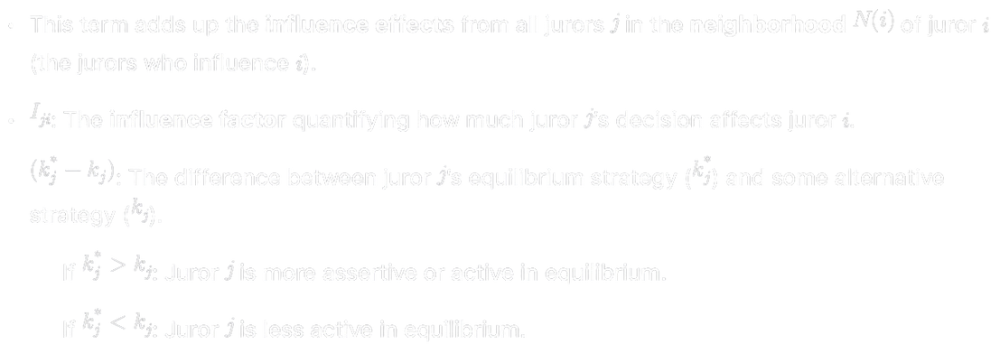 • This term adds up the influence effects from all jurors j in the neighborhood N(i) of juror i
(the jurors who influence i).
• I_{ji}: The influence factor quantifying how much juror j's decision affects juror i.
(k_j^* − k_j): The difference between juror j's equilibrium strategy (k_j^*) and some alternative
strategy (k_j).
If k_j^* > k_j: Juror j is more assertive or active in equilibrium.
If k_j^* < k_j: Juror j is less active in equilibrium.